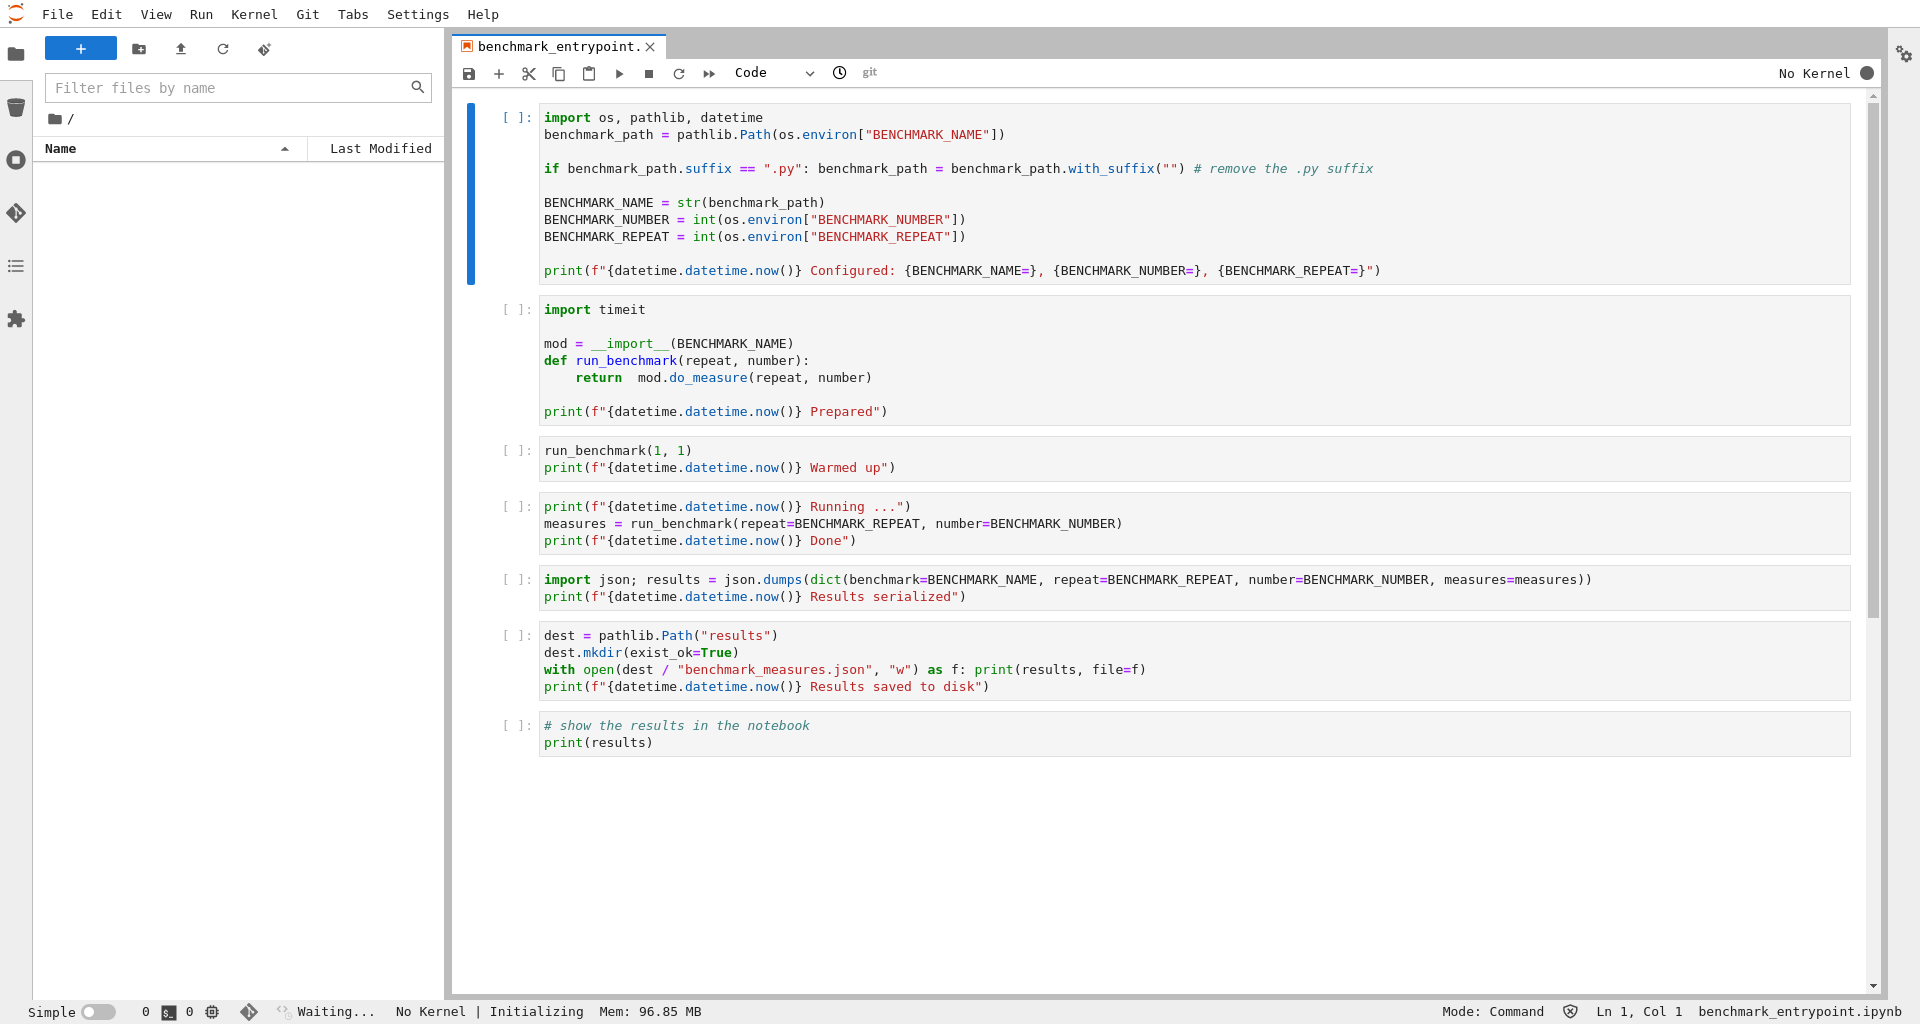 File Edit View Run Kernel Git Tabs Settings Help
Filter files by name
/
Name Last Modified
benchmark_entrypoint.
Code git No Kernel
[ ]: import os, pathlib, datetime
benchmark_path = pathlib.Path(os.environ["BENCHMARK_NAME"])
if benchmark_path.suffix == ".py": benchmark_path = benchmark_path.with_suffix("") # remove the .py suffix
BENCHMARK_NAME = str(benchmark_path)
BENCHMARK_NUMBER = int(os.environ["BENCHMARK_NUMBER"])
BENCHMARK_REPEAT = int(os.environ["BENCHMARK_REPEAT"])
print(f"{datetime.datetime.now()} Configured: {BENCHMARK_NAME=}, {BENCHMARK_NUMBER=}, {BENCHMARK_REPEAT=}")
[ ]: import timeit
mod = __import__(BENCHMARK_NAME)
def run_benchmark(repeat, number):
    return  mod.do_measure(repeat, number)
print(f"{datetime.datetime.now()} Prepared")
[ ]: run_benchmark(1, 1)
print(f"{datetime.datetime.now()} Warmed up")
[ ]: print(f"{datetime.datetime.now()} Running ...")
measures = run_benchmark(repeat=BENCHMARK_REPEAT, number=BENCHMARK_NUMBER)
print(f"{datetime.datetime.now()} Done")
[ ]: import json; results = json.dumps(dict(benchmark=BENCHMARK_NAME, repeat=BENCHMARK_REPEAT, number=BENCHMARK_NUMBER, measures=measures))
print(f"{datetime.datetime.now()} Results serialized")
[ ]: dest = pathlib.Path("results")
dest.mkdir(exist_ok=True)
with open(dest / "benchmark_measures.json", "w") as f: print(results, file=f)
print(f"{datetime.datetime.now()} Results saved to disk")
[ ]: # show the results in the notebook
print(results)
Simple 0 $_ 0 Waiting... No Kernel | Initializing Mem: 96.85 MB Mode: Command Ln 1, Col 1 benchmark_entrypoint.ipynb